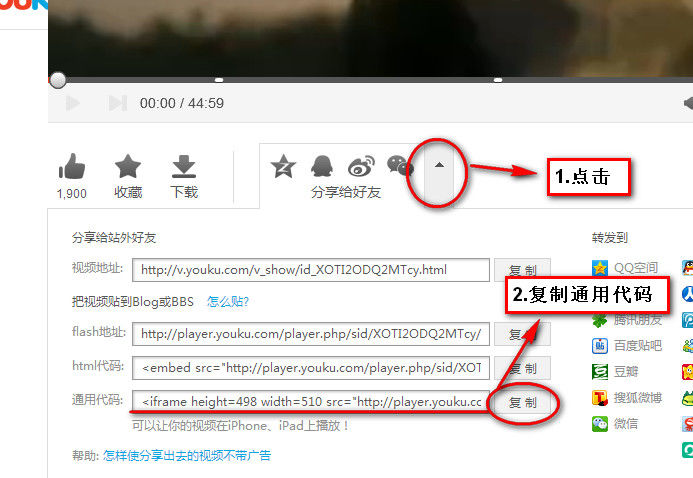 00:00 / 44:59
1,900
收藏
下载
分享给好友
1.点击
分享给站外好友
转发到
视频地址: http://v.youku.com/v_show/id_XOTI2ODQ2MTcy.html 复 制
QQ空间
把视频贴到Blog或BBS 怎么贴?
2.复制通用代码
flash地址: http://player.youku.com/player.php/sid/XOTI2ODQ2MTcy/
腾讯朋友
百度贴吧
html代码: <embed src="http://player.youku.com/player.php/sid/XOT 复 制
豆瓣
通用代码: <iframe height=498 width=510 src="http://player.youku.cc 复 制
搜狐微博
可以让你的视频在iPhone、iPad上播放！
微信
帮助: 怎样使分享出去的视频不带广告